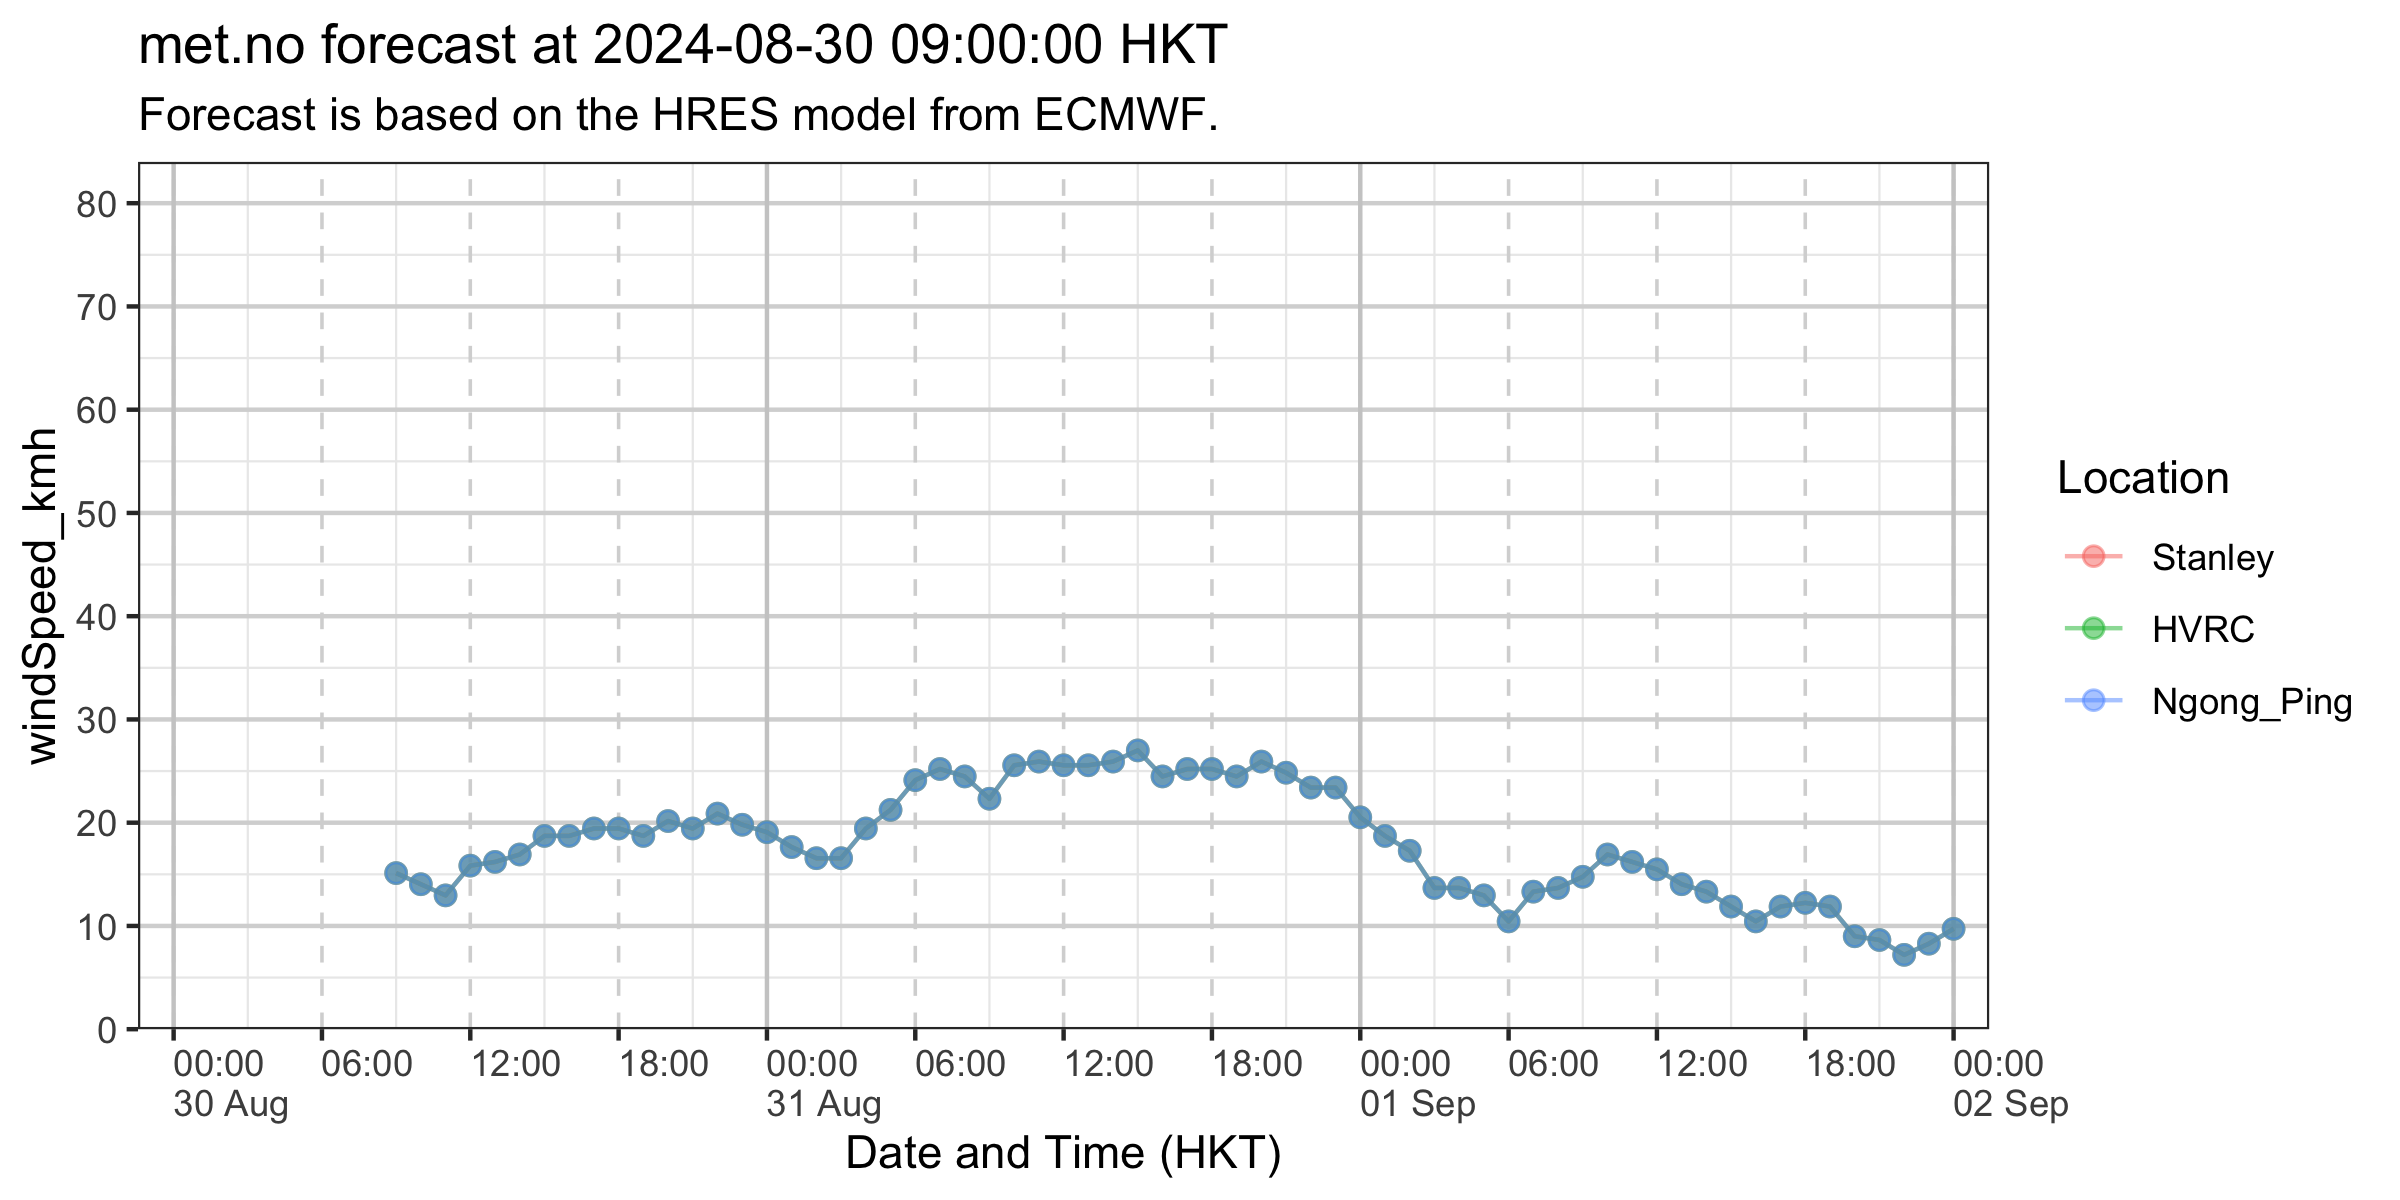 met.no forecast at 2024-08-30 09:00:00 HKT
Forecast is based on the HRES model from ECMWF.
windSpeed_kmh
80
70
60
50
40
30
20
10
0
00:00 06:00 12:00 18:00 00:00 06:00 12:00 18:00 00:00 06:00 12:00 18:00 00:00
30 Aug 31 Aug 01 Sep 02 Sep
Date and Time (HKT)
Location
Stanley
HVRC
Ngong_Ping